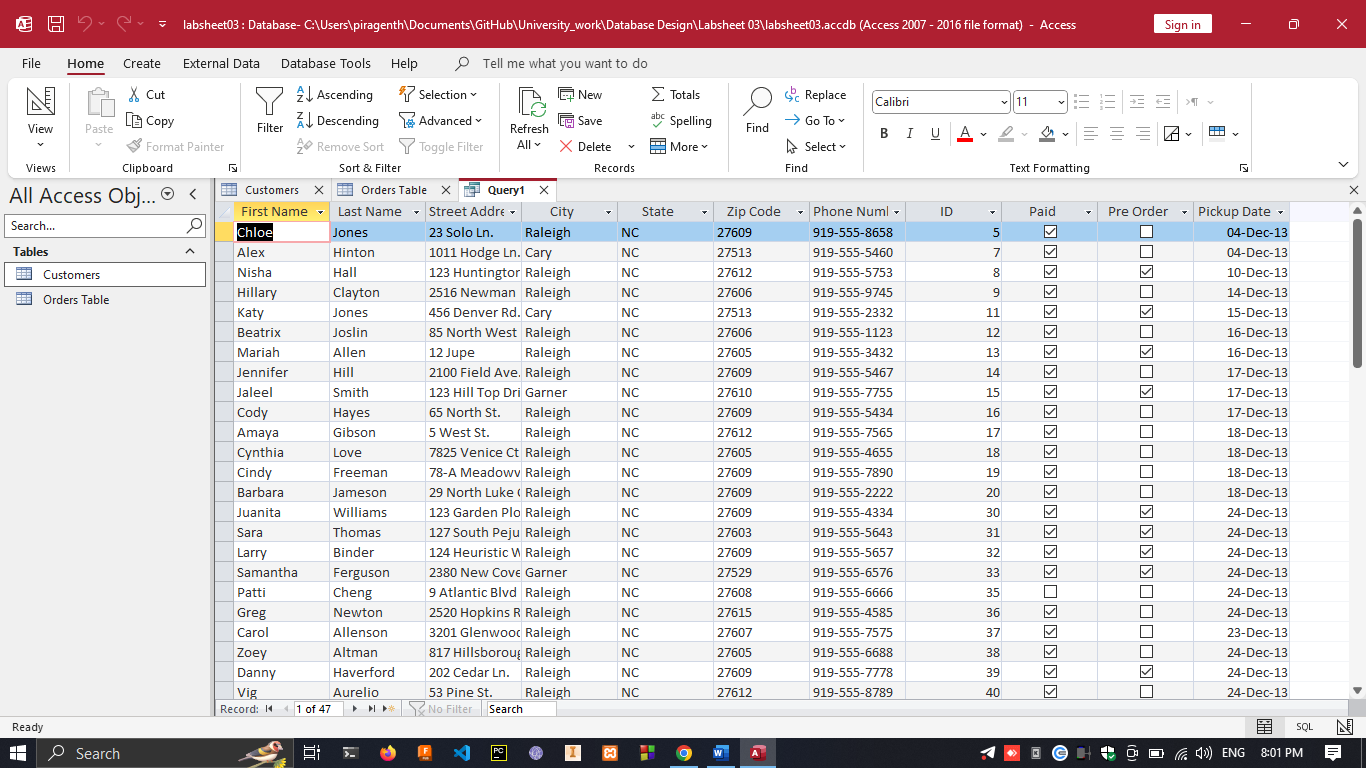 labsheet03 : Database- C:\Users\piragenth\Documents\GitHub\University_work\Database Design\Labsheet 03\labsheet03.accdb (Access 2007 - 2016 file format) - Access
Sign in
File Home Create External Data Database Tools Help Tell me what you want to do
View
Views
Paste
Cut
Copy
Format Painter
Clipboard
Filter
Ascending
Descending
Remove Sort
Selection
Advanced
Toggle Filter
Sort & Filter
Refresh All
New
Save
Delete
Totals
Spelling
More
Records
Find
Replace
Go To
Select
Find
Calibri 11
B I U A
Text Formatting
All Access Obj...
Search...
Tables
Customers
Orders Table
Customers Orders Table Query1
First Name Last Name Street Addre City State Zip Code Phone Numl ID Paid Pre Order Pickup Date
Chloe Jones 23 Solo Ln. Raleigh NC 27609 919-555-8658 5 04-Dec-13
Alex Hinton 1011 Hodge Ln. Cary NC 27513 919-555-5460 7 04-Dec-13
Nisha Hall 123 Huntington Raleigh NC 27612 919-555-5753 8 10-Dec-13
Hillary Clayton 2516 Newman Raleigh NC 27606 919-555-9745 9 14-Dec-13
Katy Jones 456 Denver Rd. Cary NC 27513 919-555-2332 11 15-Dec-13
Beatrix Joslin 85 North West Raleigh NC 27606 919-555-1123 12 16-Dec-13
Mariah Allen 12 Jupe Raleigh NC 27605 919-555-3432 13 16-Dec-13
Jennifer Hill 2100 Field Ave. Raleigh NC 27609 919-555-5467 14 17-Dec-13
Jaleel Smith 123 Hill Top Dri Garner NC 27610 919-555-7755 15 17-Dec-13
Cody Hayes 65 North St. Raleigh NC 27609 919-555-5434 16 17-Dec-13
Amaya Gibson 5 West St. Raleigh NC 27612 919-555-7565 17 18-Dec-13
Cynthia Love 7825 Venice Ct Raleigh NC 27605 919-555-4655 18 18-Dec-13
Cindy Freeman 78-A Meadowv Raleigh NC 27609 919-555-7890 19 18-Dec-13
Barbara Jameson 29 North Luke Raleigh NC 27609 919-555-2222 20 18-Dec-13
Juanita Williams 123 Garden Plo Raleigh NC 27609 919-555-4334 30 24-Dec-13
Sara Thomas 127 South Peju Raleigh NC 27603 919-555-5643 31 24-Dec-13
Larry Binder 124 Heuristic W Raleigh NC 27609 919-555-5657 32 24-Dec-13
Samantha Ferguson 2380 New Cove Garner NC 27529 919-555-6576 33 24-Dec-13
Patti Cheng 9 Atlantic Blvd Raleigh NC 27608 919-555-6666 35 24-Dec-13
Greg Newton 2520 Hopkins R Raleigh NC 27615 919-555-4585 36 24-Dec-13
Carol Allenson 3201 Glenwood Raleigh NC 27607 919-555-7575 37 23-Dec-13
Zoey Altman 817 Hillsboroug Raleigh NC 27605 919-555-6688 38 24-Dec-13
Danny Haverford 202 Cedar Ln. Raleigh NC 27609 919-555-7778 39 24-Dec-13
Vig Aurelio 53 Pine St. Raleigh NC 27612 919-555-8789 40 24-Dec-13
Record: 1 of 47 No Filter Search
Ready SQL
Search ENG 8:01 PM